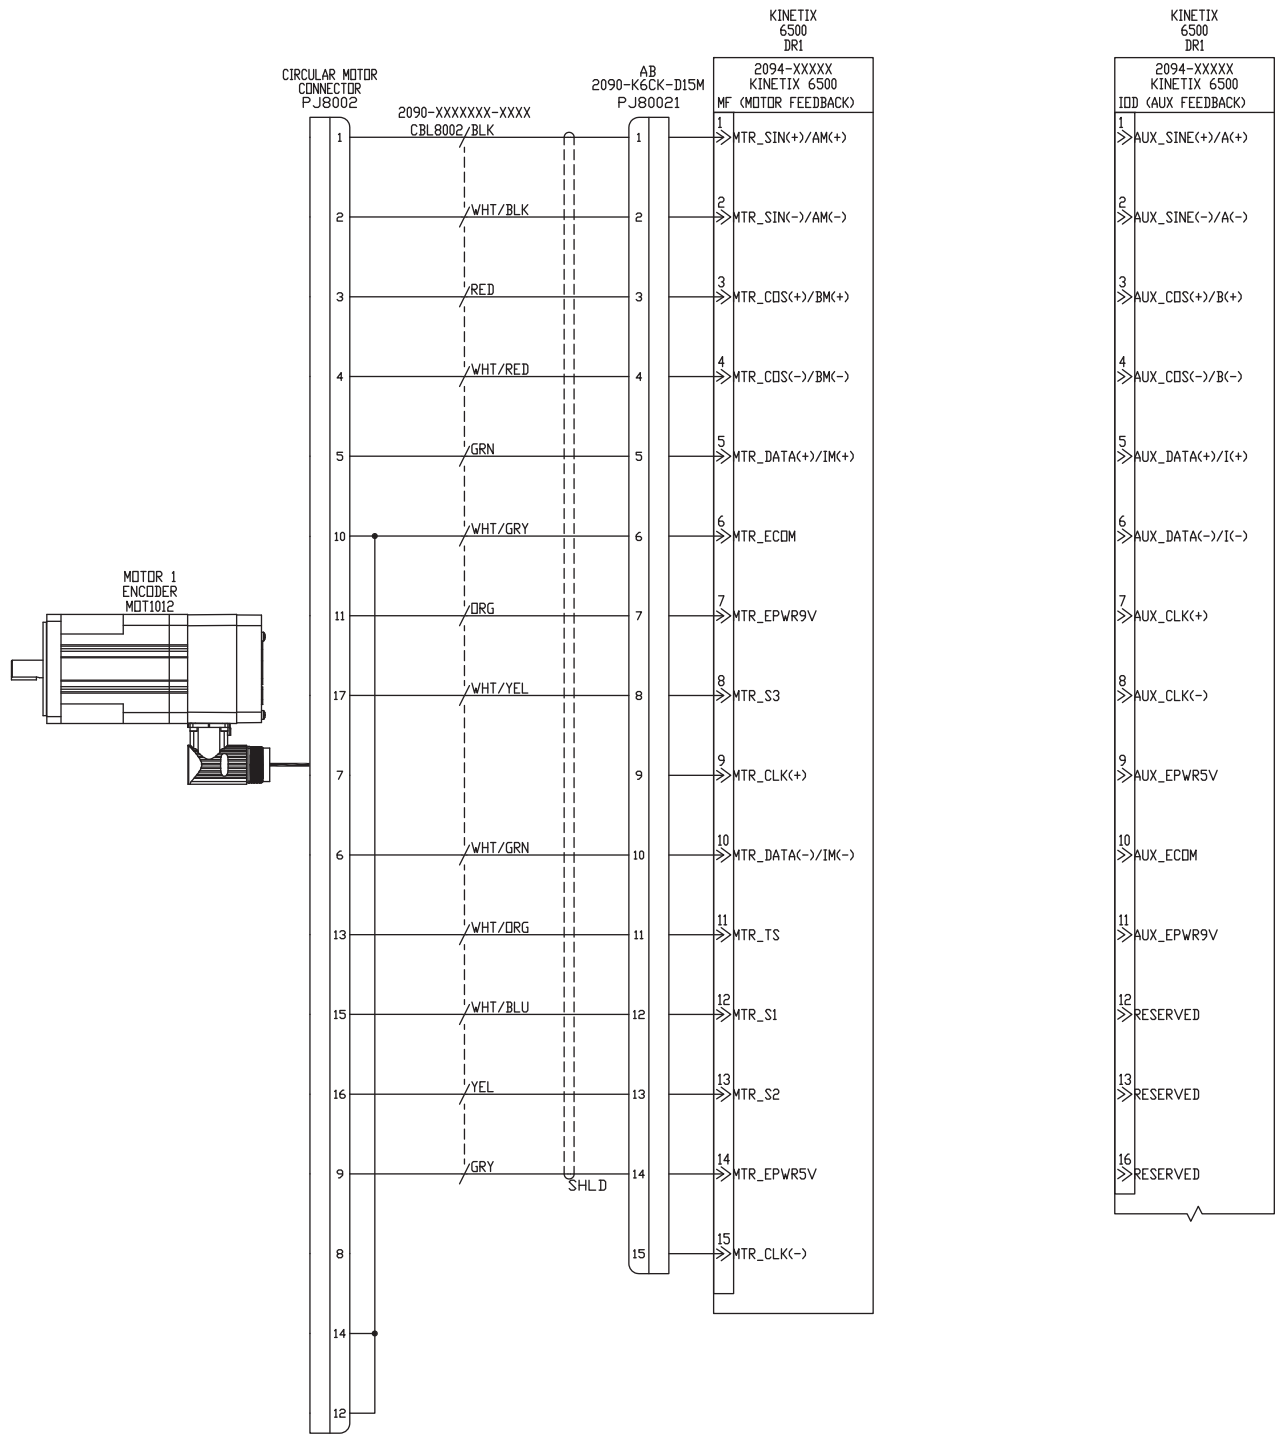 KINETIX
6500
DR1
KINETIX
6500
DR1
CIRCULAR MOTOR
CONNECTOR
PJ8002
2090-XXXXXXX-XXXX
CBL8002/BLK
AB
2090-K6CK-D15M
PJ80021
2094-XXXXX
KINETIX 6500
MF (MOTOR FEEDBACK)
2094-XXXXX
KINETIX 6500
IOD (AUX FEEDBACK)
1 1 1 MTR_SIN(+)/AM(+) 1 AUX_SINE(+)/A(+)
2 WHT/BLK 2 2 MTR_SIN(-)/AM(-) 2 AUX_SINE(-)/A(-)
3 RED 3 3 MTR_COS(+)/BM(+) 3 AUX_COS(+)/B(+)
4 WHT/RED 4 4 MTR_COS(-)/BM(-) 4 AUX_COS(-)/B(-)
5 GRN 5 5 MTR_DATA(+)/IM(+) 5 AUX_DATA(+)/I(+)
10 WHT/GRY 6 6 MTR_ECOM 6 AUX_DATA(-)/I(-)
MOTOR 1
ENCODER
MOT1012
11 ORG 7 7 MTR_EPWR9V 7 AUX_CLK(+)
17 WHT/YEL 8 8 MTR_S3 8 AUX_CLK(-)
7 9 9 MTR_CLK(+) 9 AUX_EPWR5V
6 WHT/GRN 10 10 MTR_DATA(-)/IM(-) 10 AUX_ECOM
13 WHT/ORG 11 11 MTR_TS 11 AUX_EPWR9V
15 WHT/BLU 12 12 MTR_S1 12 RESERVED
16 YEL 13 13 MTR_S2 13 RESERVED
9 GRY 14 14 MTR_EPWR5V 16 RESERVED
SHLD
8 15 15 MTR_CLK(-)
14
12